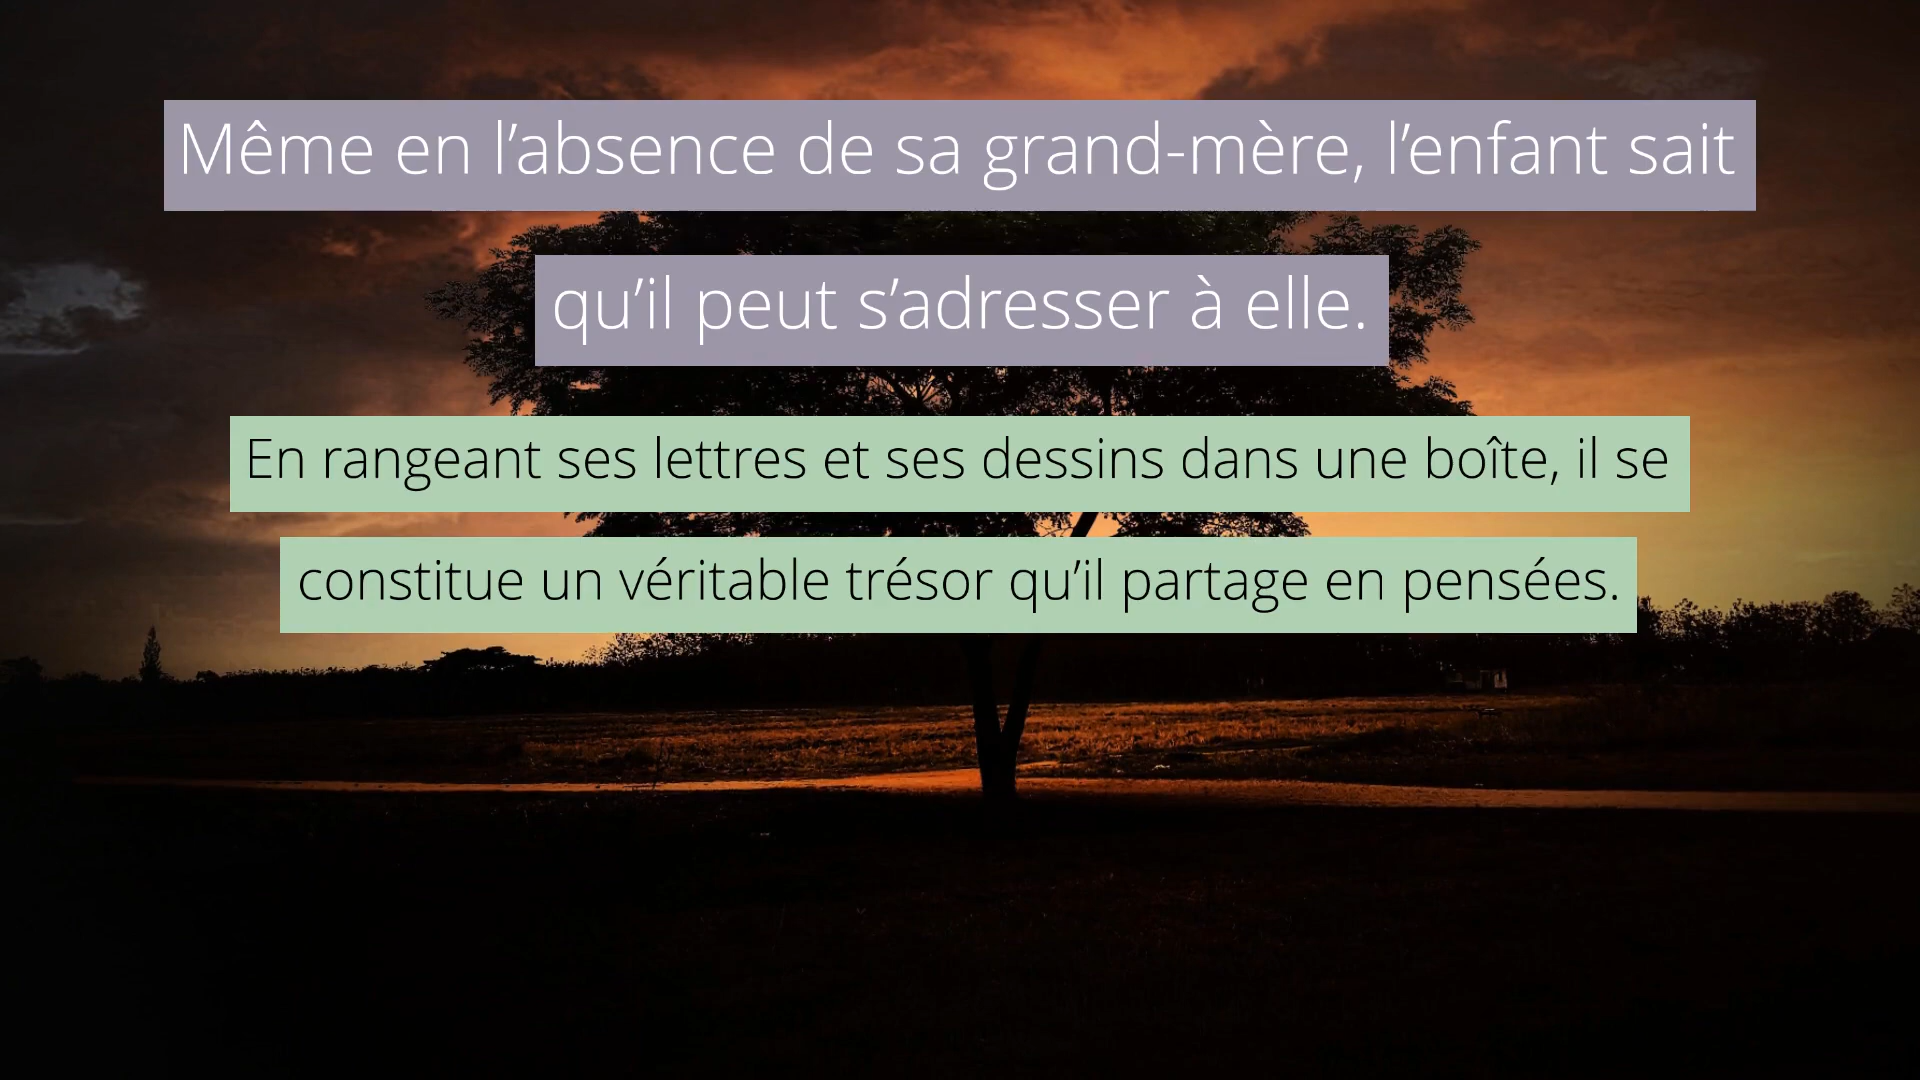 Même en l’absence de sa grand-mère, l’enfant sait
qu’il peut s’adresser à elle.
En rangeant ses lettres et ses dessins dans une boîte, il se
constitue un véritable trésor qu’il partage en pensées.